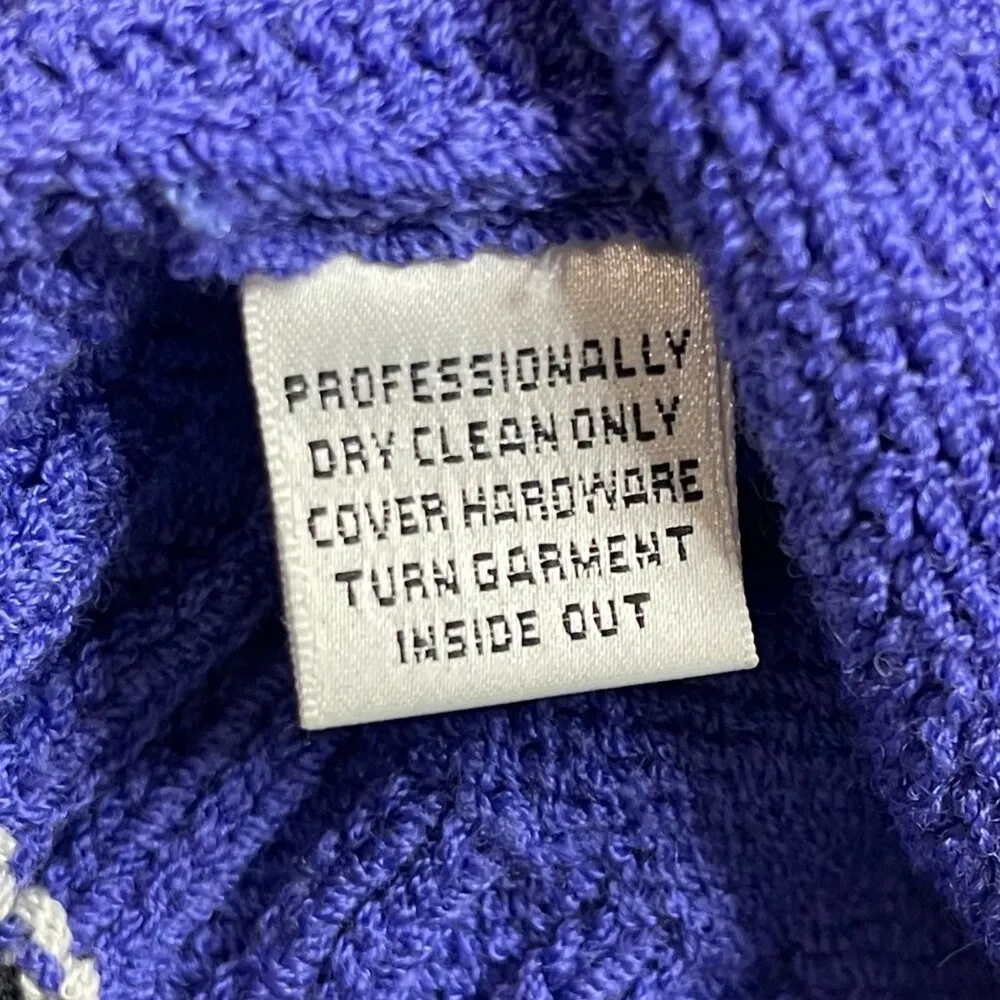 PROFESSIONALLY
DRY CLEAN ONLY
COVER HARDWARE
TURN GARMENT
INSIDE OUT